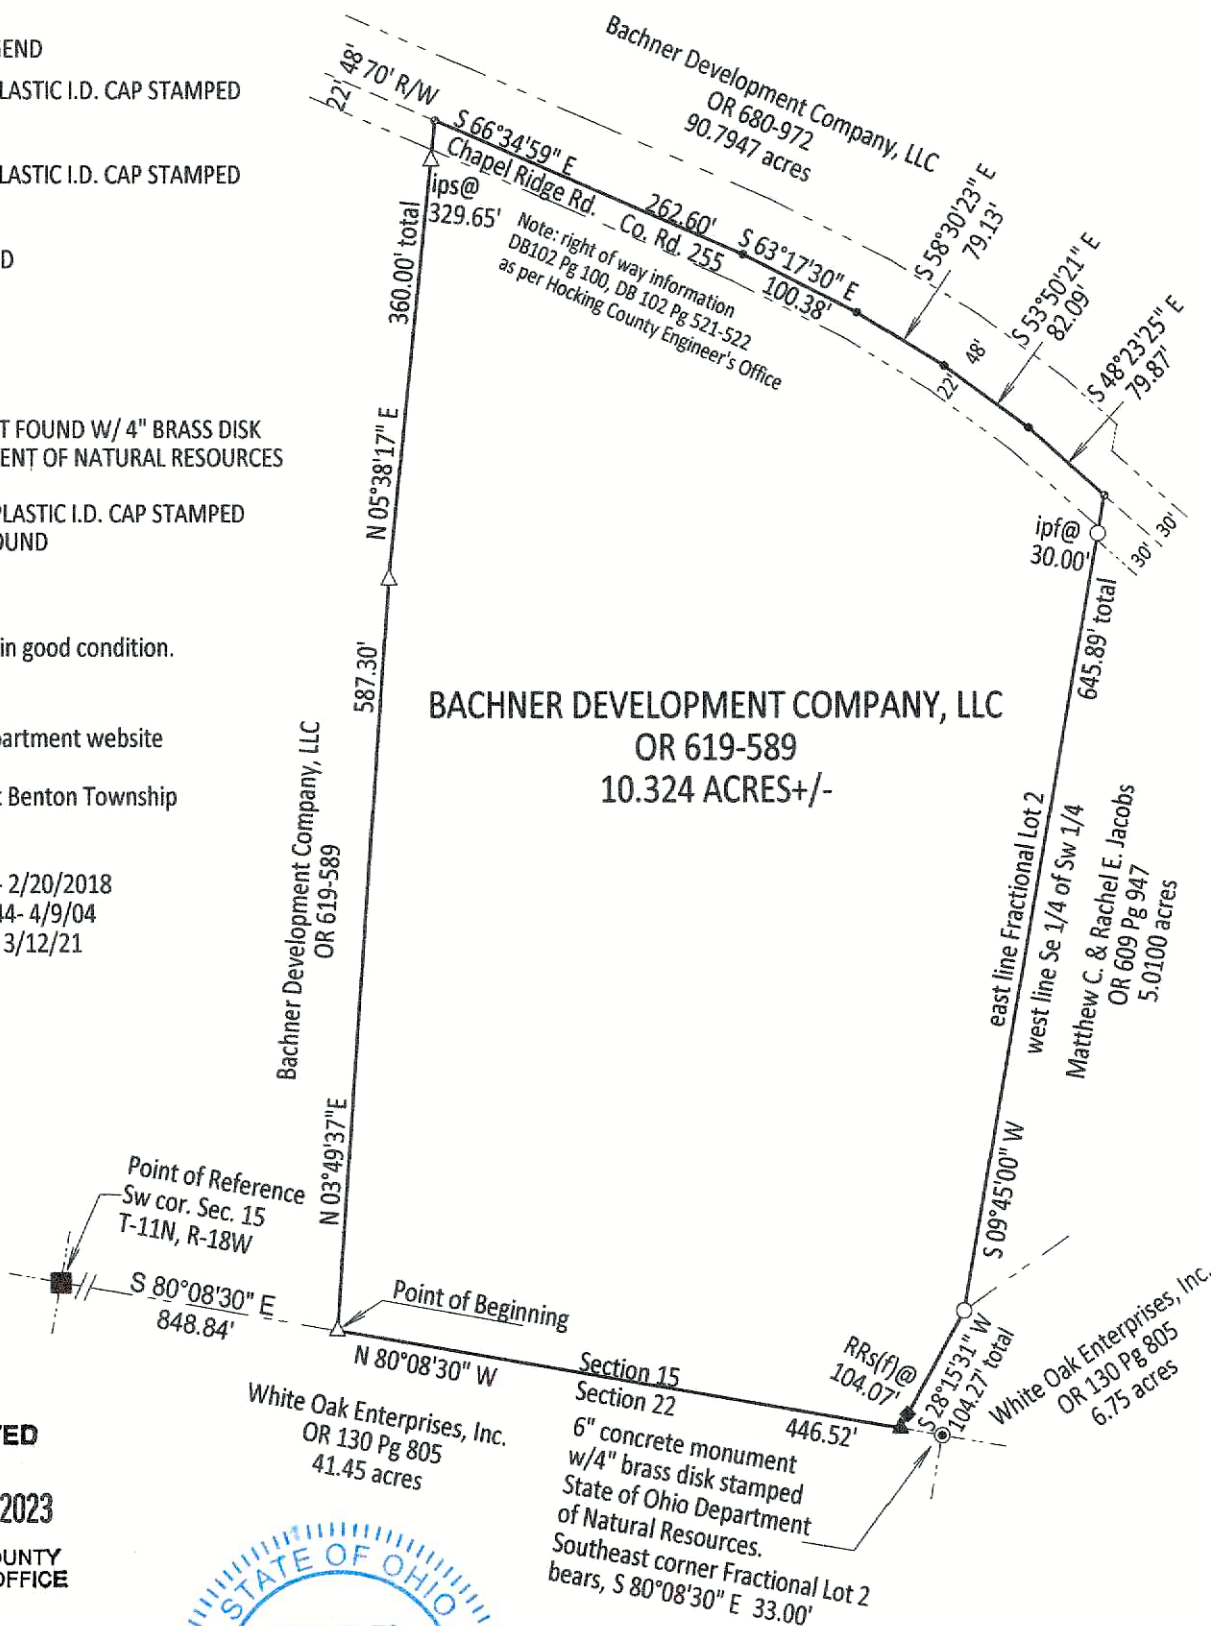 GEND
LASTIC I.D. CAP STAMPED
LASTIC I.D. CAP STAMPED
D
T FOUND W/ 4" BRASS DISK
ENT OF NATURAL RESOURCES
PLASTIC I.D. CAP STAMPED
OUND
in good condition.
partment website
: Benton Township
- 2/20/2018
44- 4/9/04
3/12/21
Bachner Development Company, LLC
OR 680-972
90.7947 acres
48'
22'
70' R/W
S 66°34'59" E
262.60'
Chapel Ridge Rd. Co. Rd. 255
ips@
329.65'
360.00' total
N 05°38'17" E
Note: right of way information
DB102 Pg 100, DB 102 Pg 521-522
as per Hocking County Engineer's Office
S 63°17'30" E
100.38'
S 58°30'23" E
79.13'
S 53°50'21" E
82.09'
S 48°23'25" E
79.87'
48'
22'
30'
30'
ipf@
30.00'
645.89' total
587.30'
BACHNER DEVELOPMENT COMPANY, LLC
OR 619-589
10.324 ACRES+/-
Bachner Development Company, LLC
OR 619-589
N 03°49'37"E
east line Fractional Lot 2
west line Se 1/4 of Sw 1/4
Matthew C. & Rachel E. Jacobs
OR 609 Pg 947
5.0100 acres
S 09°45'00" W
Point of Reference
Sw cor. Sec. 15
T-11N, R-18W
S 80°08'30" E
848.84'
Point of Beginning
N 80°08'30" W
Section 15
Section 22
446.52'
RRs(f)@
104.07'
S 28°15'31" W
104.27' total
White Oak Enterprises, Inc.
OR 130 Pg 805
6.75 acres
White Oak Enterprises, Inc.
OR 130 Pg 805
41.45 acres
6" concrete monument
w/4" brass disk stamped
State of Ohio Department
of Natural Resources.
Southeast corner Fractional Lot 2
bears, S 80°08'30" E 33.00'
VED
2023
OUNTY
OFFICE
STATE OF OHIO